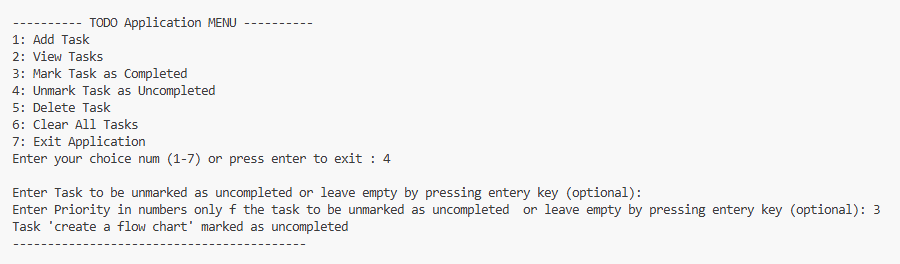 ---------- TODO Application MENU ----------
1: Add Task
2: View Tasks
3: Mark Task as Completed
4: Unmark Task as Uncompleted
5: Delete Task
6: Clear All Tasks
7: Exit Application
Enter your choice num (1-7) or press enter to exit : 4
Enter Task to be unmarked as uncompleted or leave empty by pressing entery key (optional):
Enter Priority in numbers only f the task to be unmarked as uncompleted  or leave empty by pressing entery key (optional): 3
Task 'create a flow chart' marked as uncompleted
------------------------------------------